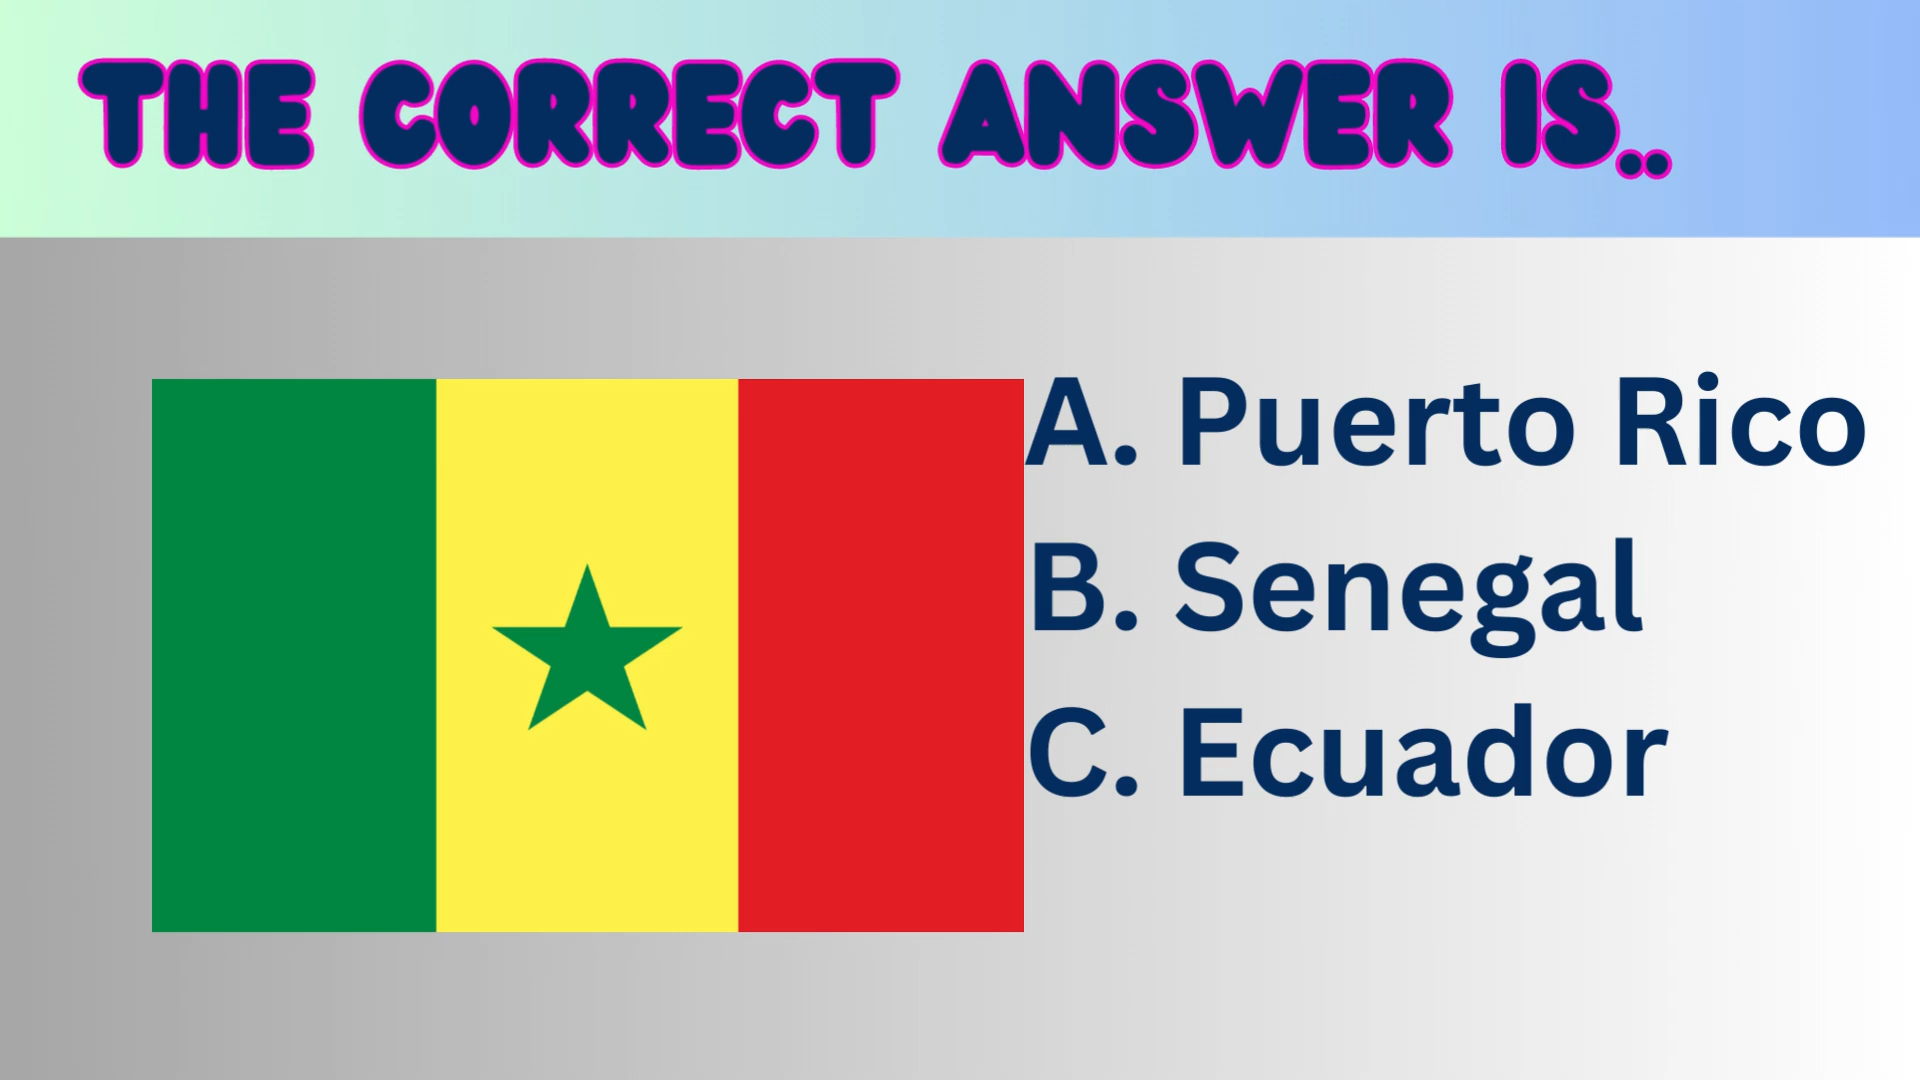 THE CORRECT ANSWER IS..
A. Puerto Rico
B. Senegal
C. Ecuador